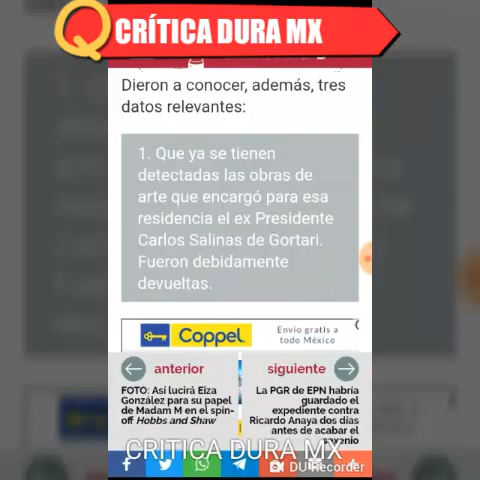 CRÍTICA DURA MX
Dieron a conocer, además, tres
datos relevantes:
1. Que ya se tienen
detectadas las obras de
arte que encargó para esa
residencia el ex Presidente
Carlos Salinas de Gortari.
Fueron debidamente
devueltas.
Coppel.
Envío gratis a
todo México
anterior
FOTO: Así lucirá Eiza
González para su papel
de Madam M en el spin-
off Hobbs and Shaw
siguiente
La PGR de EPN habría
guardado el
expediente contra
Ricardo Anaya dos días
antes de acabar el
sexenio
CRITICA DURA MX
DU Recorder